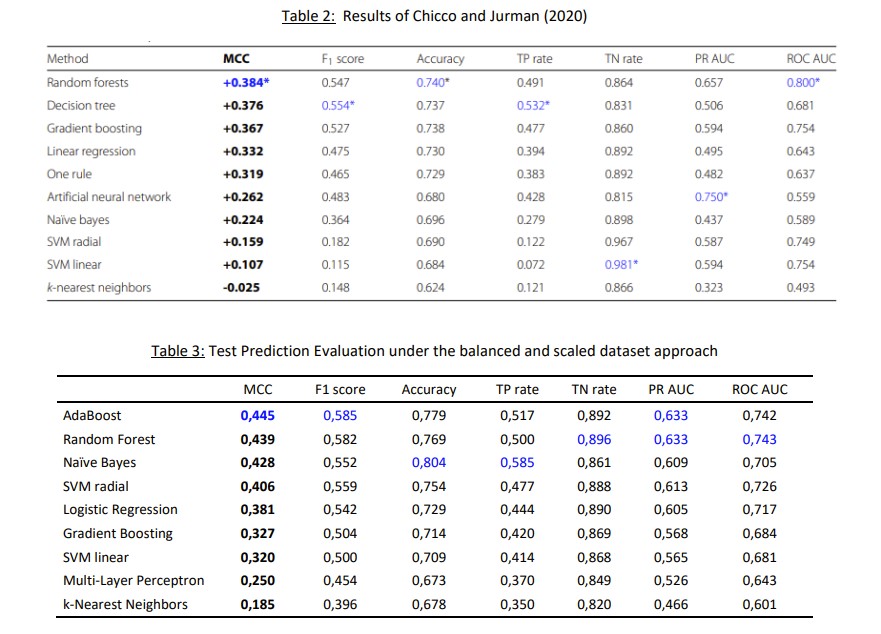 Table 2: Results of Chicco and Jurman (2020)
Method MCC F1 score Accuracy TP rate TN rate PR AUC ROC AUC
Random forests +0.384* 0.547 0.740* 0.491 0.864 0.657 0.800*
Decision tree +0.376 0.554* 0.737 0.532* 0.831 0.506 0.681
Gradient boosting +0.367 0.527 0.738 0.477 0.860 0.594 0.754
Linear regression +0.332 0.475 0.730 0.394 0.892 0.495 0.643
One rule +0.319 0.465 0.729 0.383 0.892 0.482 0.637
Artificial neural network +0.262 0.483 0.680 0.428 0.815 0.750* 0.559
Naïve bayes +0.224 0.364 0.696 0.279 0.898 0.437 0.589
SVM radial +0.159 0.182 0.690 0.122 0.967 0.587 0.749
SVM linear +0.107 0.115 0.684 0.072 0.981* 0.594 0.754
k-nearest neighbors -0.025 0.148 0.624 0.121 0.866 0.323 0.493
Table 3: Test Prediction Evaluation under the balanced and scaled dataset approach
MCC F1 score Accuracy TP rate TN rate PR AUC ROC AUC
AdaBoost 0,445 0,585 0,779 0,517 0,892 0,633 0,742
Random Forest 0,439 0,582 0,769 0,500 0,896 0,633 0,743
Naïve Bayes 0,428 0,552 0,804 0,585 0,861 0,609 0,705
SVM radial 0,406 0,559 0,754 0,477 0,888 0,613 0,726
Logistic Regression 0,381 0,542 0,729 0,444 0,890 0,605 0,717
Gradient Boosting 0,327 0,504 0,714 0,420 0,869 0,568 0,684
SVM linear 0,320 0,500 0,709 0,414 0,868 0,565 0,681
Multi-Layer Perceptron 0,250 0,454 0,673 0,370 0,849 0,526 0,643
k-Nearest Neighbors 0,185 0,396 0,678 0,350 0,820 0,466 0,601